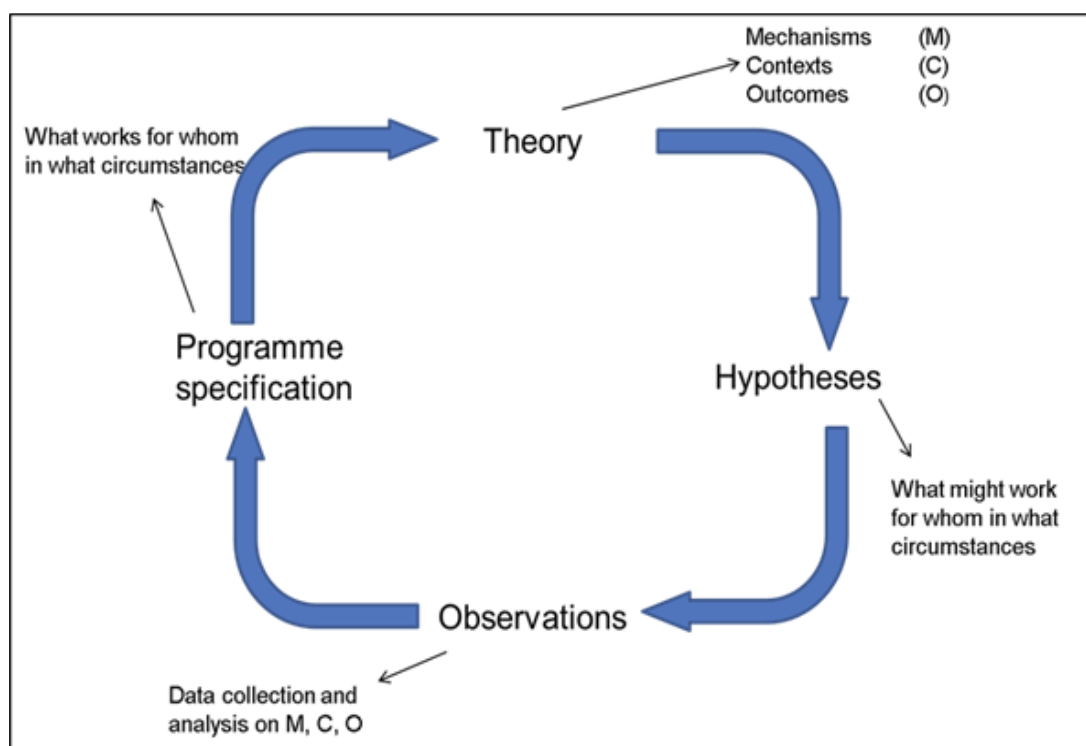 Mechanisms (M)
Contexts (C)
Outcomes (O)
Theory
What works for whom
in what circumstances
Programme
specification
Hypotheses
What might work
for whom in what
circumstances
Observations
Data collection and
analysis on M, C, O